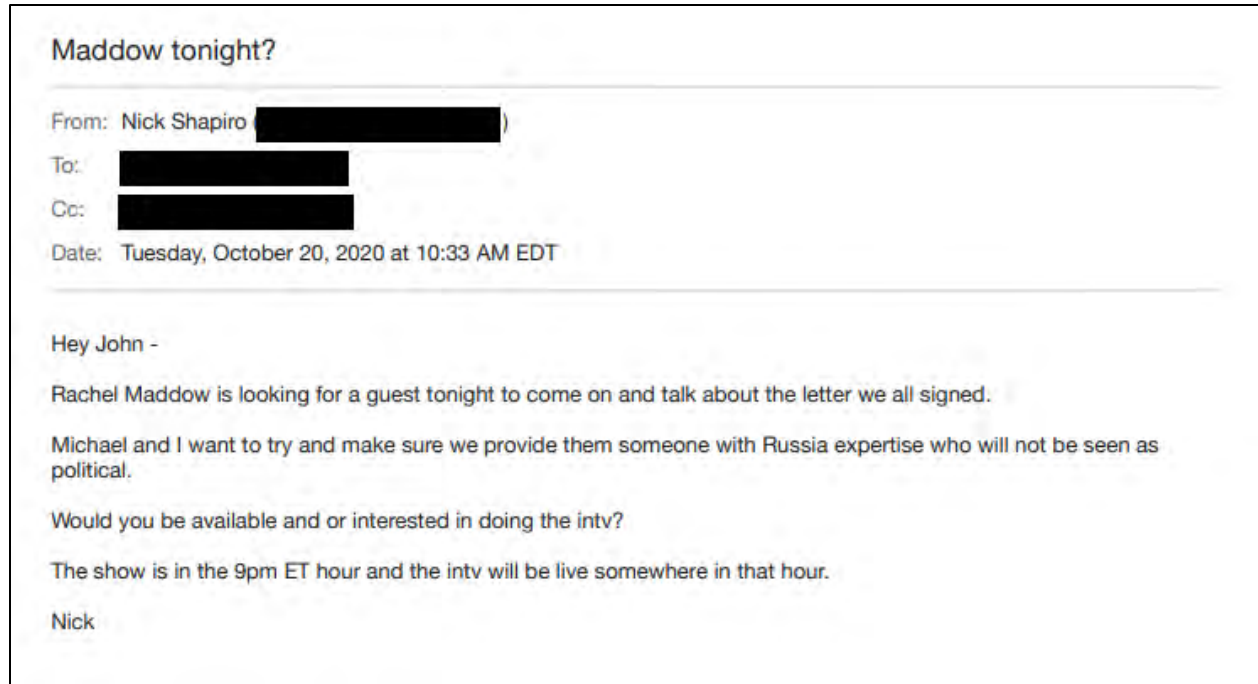 Maddow tonight?
From: Nick Shapiro ( )
To:
Cc:
Date: Tuesday, October 20, 2020 at 10:33 AM EDT
Hey John -
Rachel Maddow is looking for a guest tonight to come on and talk about the letter we all signed.
Michael and I want to try and make sure we provide them someone with Russia expertise who will not be seen as
political.
Would you be available and or interested in doing the intv?
The show is in the 9pm ET hour and the intv will be live somewhere in that hour.
Nick